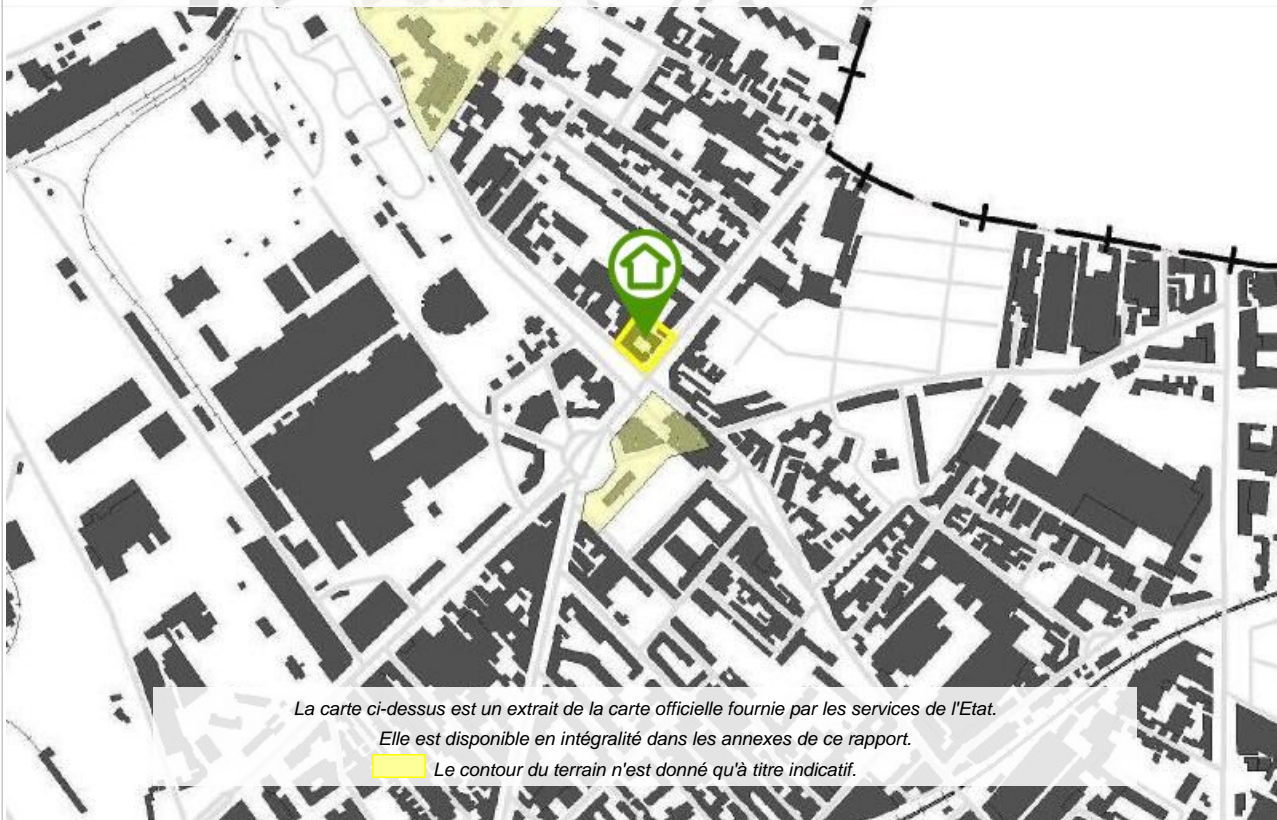 La carte ci-dessus est un extrait de la carte officielle fournie par les services de l'Etat.
Elle est disponible en intégralité dans les annexes de ce rapport.
Le contour du terrain n'est donné qu'à titre indicatif.